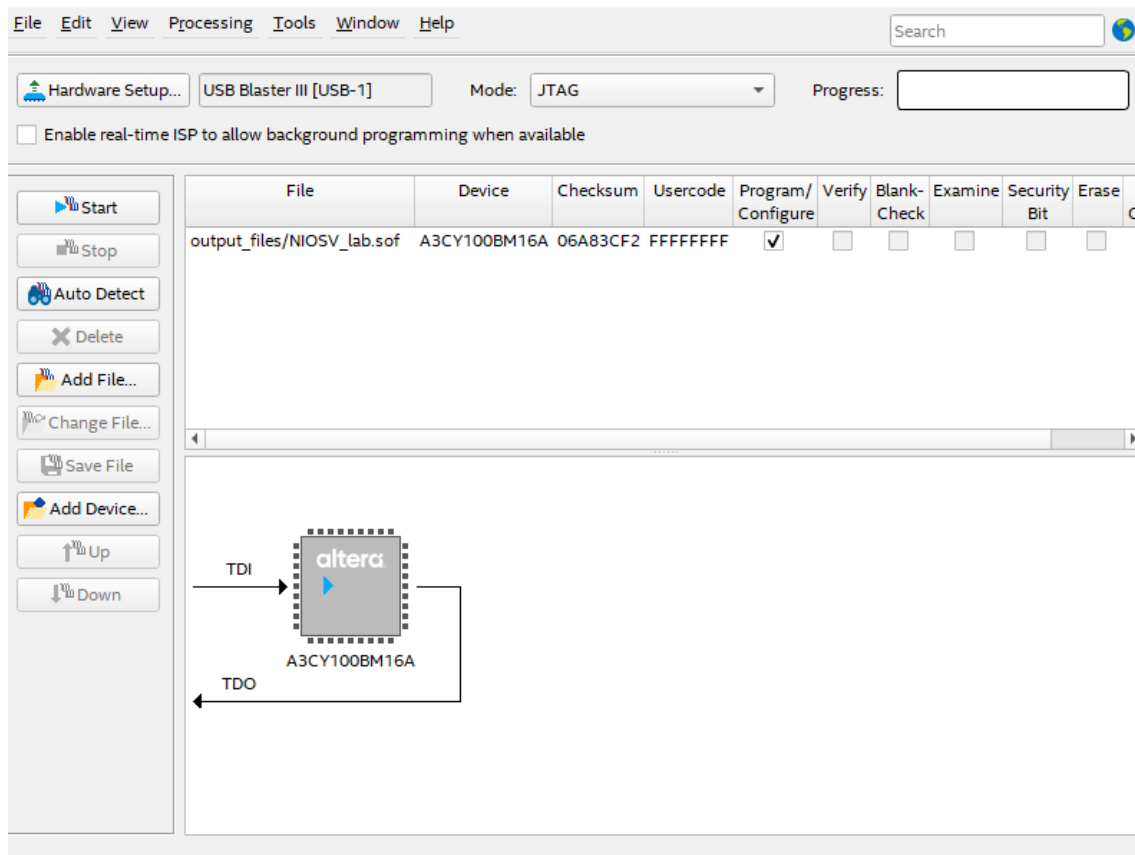 File Edit View Processing Tools Window Help
Search
Hardware Setup... USB Blaster III [USB-1] Mode: JTAG Progress:
Enable real-time ISP to allow background programming when available
File Device Checksum Usercode Program/ Verify Blank- Examine Security Erase
Configure Check Bit
output_files/NIOSV_lab.sof A3CY100BM16A 06A83CF2 FFFFFFFF
Start
Stop
Auto Detect
Delete
Add File...
Change File...
Save File
Add Device...
Up
Down
altera
TDI
A3CY100BM16A
TDO